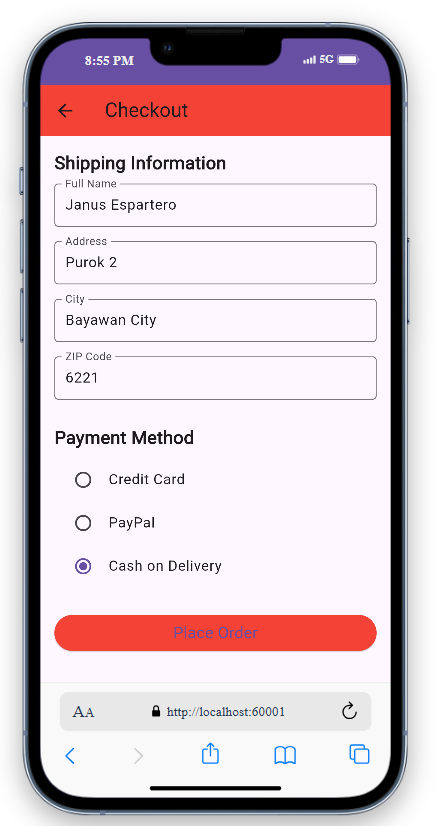 8:55 PM
5G
Checkout
Shipping Information
Full Name
Janus Espartero
Address
Purok 2
City
Bayawan City
ZIP Code
6221
Payment Method
Credit Card
PayPal
Cash on Delivery
Place Order
AA
http://localhost:60001